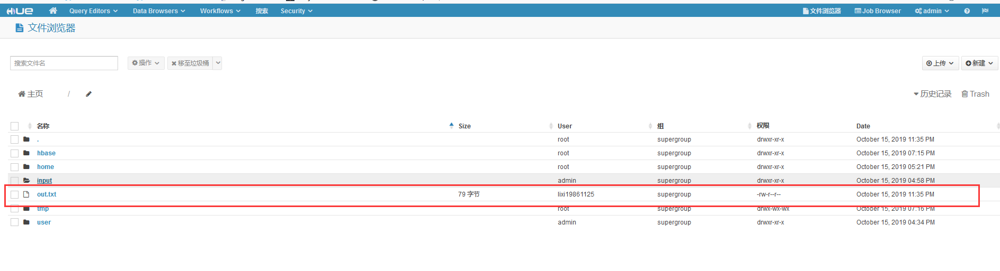 HUE Query Editors Data Browsers Workflows 搜索 Security 文件浏览器 Job Browser admin
文件浏览器
搜索文件名 操作 移至垃圾桶 上传 新建
主页 / 历史记录 Trash
名称 Size User 组 权限 Date
. root supergroup drwxr-xr-x October 15, 2019 11:35 PM
hbase root supergroup drwxr-xr-x October 15, 2019 07:15 PM
home root supergroup drwxr-xr-x October 15, 2019 05:21 PM
input admin supergroup drwxr-xr-x October 15, 2019 04:58 PM
out.txt 79 字节 lixi19861125 supergroup -rw-r--r-- October 15, 2019 11:35 PM
tmp root supergroup drwx-wx-wx October 15, 2019 07:16 PM
user admin supergroup drwxr-xr-x October 15, 2019 04:34 PM